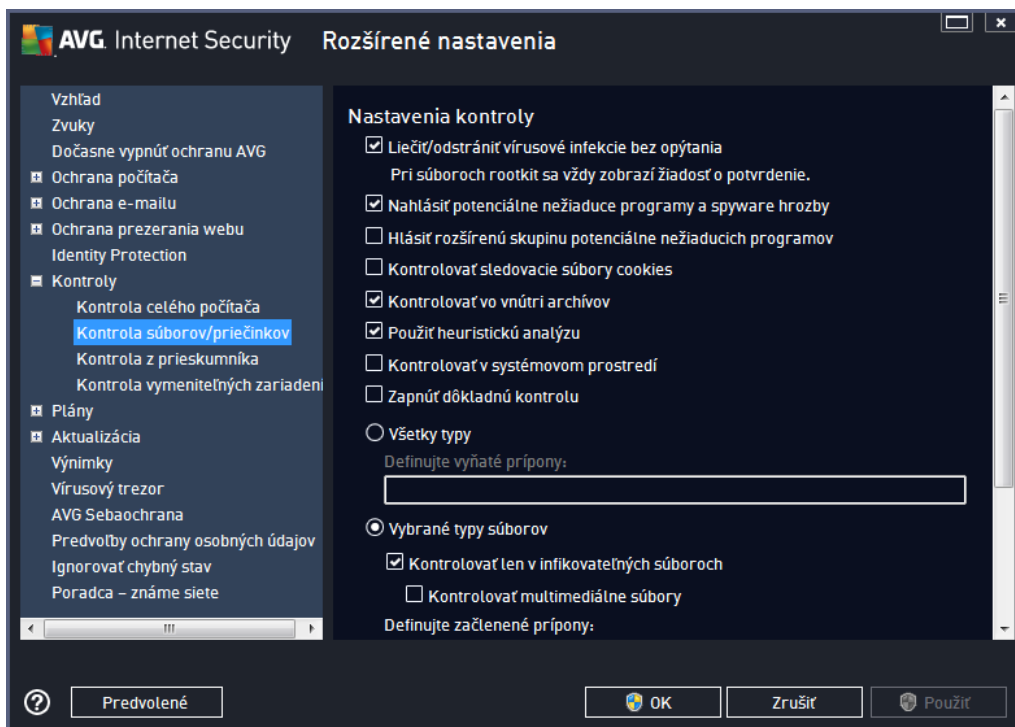 AVG. Internet Security Rozšírené nastavenia
Vzhľad
Zvuky
Dočasne vypnúť ochranu AVG
Ochrana počítača
Ochrana e-mailu
Ochrana prezerania webu
Identity Protection
Kontroly
Kontrola celého počítača
Kontrola súborov/priečinkov
Kontrola z prieskumníka
Kontrola vymeniteľných zariadení
Plány
Aktualizácia
Výnimky
Vírusový trezor
AVG Sebaochrana
Predvoľby ochrany osobných údajov
Ignorovať chybný stav
Poradca – známe siete
Nastavenia kontroly
Liečiť/odstrániť vírusové infekcie bez opýtania
Pri súboroch rootkit sa vždy zobrazí žiadosť o potvrdenie.
Nahlásiť potenciálne nežiaduce programy a spyware hrozby
Hlásiť rozšírenú skupinu potenciálne nežiaducich programov
Kontrolovať sledovacie súbory cookies
Kontrolovať vo vnútri archívov
Použiť heuristickú analýzu
Kontrolovať v systémovom prostredí
Zapnúť dôkladnú kontrolu
Všetky typy
Definujte vyňaté prípony:
Vybrané typy súborov
Kontrolovať len v infikovateľných súboroch
Kontrolovať multimediálne súbory
Definujte začlenené prípony:
Predvolené
OK
Zrušiť
Použiť